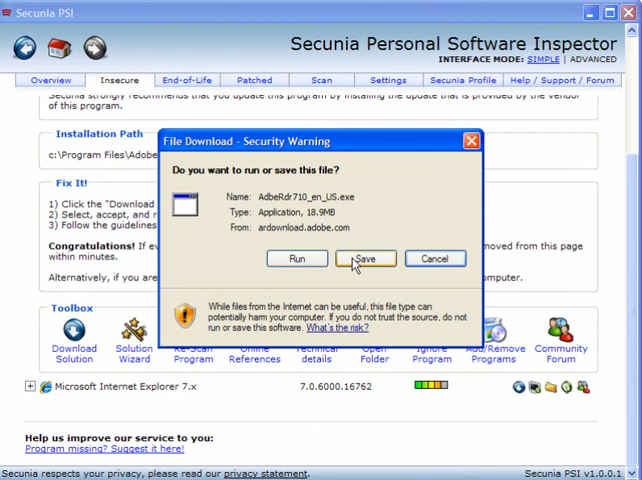 Secunia PSI
Secunia Personal Software Inspector
INTERFACE MODE: SIMPLE | ADVANCED
Overview Insecure End-of-Life Patched Scan Settings Secunia Profile Help / Support / Forum
Secunia strongly recommends that you update this program by installing the update that is provided by the vendor
of this program.
Installation Path
c:\Program Files\Adobe
Fix It!
1) Click the "Download
2) Select, accept, and r
3) Follow the guidelines
Congratulations! If ev
moved from this page
within minutes.
Alternatively, if you are
computer.
File Download - Security Warning
Do you want to run or save this file?
Name: AdbeRdr710_en_US.exe
Type: Application, 18.9MB
From: ardownload.adobe.com
Run Save Cancel
While files from the Internet can be useful, this file type can
potentially harm your computer. If you do not trust the source, do not
run or save this software. What's the risk?
Toolbox
Download Solution Re-Scan Online Technical Open Ignore Add/Remove Community
Solution Wizard Program References details Folder Program Programs Forum
Microsoft Internet Explorer 7.x 7.0.6000.16762
Help us improve our service to you:
Program missing? Suggest it here!
Secunia respects your privacy, please read our privacy statement. Secunia PSI v1.0.0.1